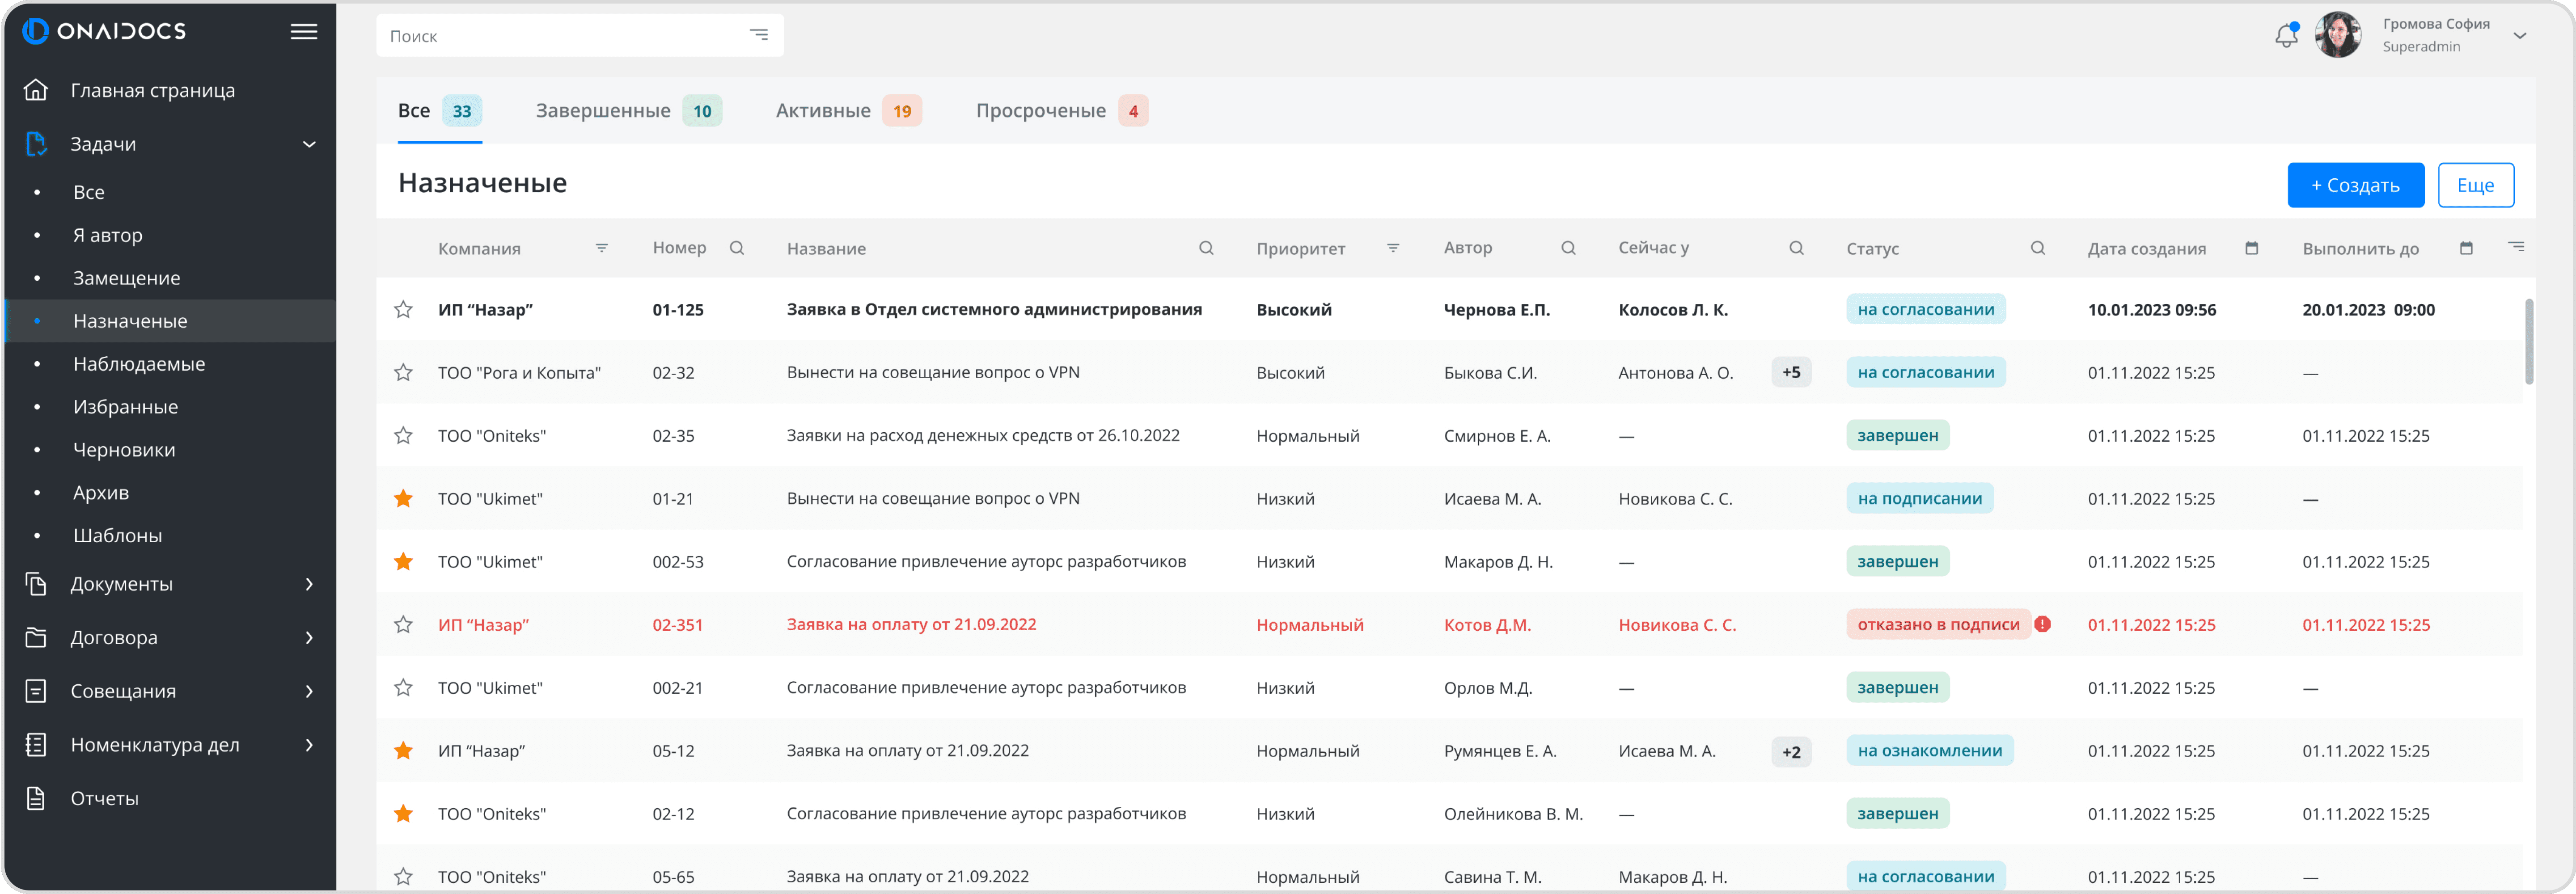 ONAIDOCS
Главная страница
Задачи
Все
Я автор
Замещение
Назначеные
Наблюдаемые
Избранные
Черновики
Архив
Шаблоны
Документы
Договора
Совещания
Номенклатура дел
Отчеты
Поиск
Громова София
Superadmin
Все 33 Завершенные 10 Активные 19 Просроченые 4
Назначеные
+ Создать Еще
Компания Номер Название Приоритет Автор Сейчас у Статус Дата создания Выполнить до
ИП “Назар” 01-125 Заявка в Отдел системного администрирования Высокий Чернова Е.П. Колосов Л. К. на согласовании 10.01.2023 09:56 20.01.2023 09:00
ТОО "Рога и Копыта" 02-32 Вынести на совещание вопрос о VPN Высокий Быкова С.И. Антонова А. О. +5 на согласовании 01.11.2022 15:25 —
ТОО "Oniteks" 02-35 Заявки на расход денежных средств от 26.10.2022 Нормальный Смирнов Е. А. — завершен 01.11.2022 15:25 01.11.2022 15:25
ТОО "Ukimet" 01-21 Вынести на совещание вопрос о VPN Низкий Исаева М. А. Новикова С. С. на подписании 01.11.2022 15:25 —
ТОО "Ukimet" 002-53 Согласование привлечение ауторс разработчиков Низкий Макаров Д. Н. — завершен 01.11.2022 15:25 01.11.2022 15:25
ИП “Назар” 02-351 Заявка на оплату от 21.09.2022 Нормальный Котов Д.М. Новикова С. С. отказано в подписи 01.11.2022 15:25 01.11.2022 15:25
ТОО "Ukimet" 002-21 Согласование привлечение ауторс разработчиков Низкий Орлов М.Д. — завершен 01.11.2022 15:25 —
ИП “Назар” 05-12 Заявка на оплату от 21.09.2022 Нормальный Румянцев Е. А. Исаева М. А. +2 на ознакомлении 01.11.2022 15:25 01.11.2022 15:25
ТОО "Oniteks" 02-12 Согласование привлечение ауторс разработчиков Низкий Олейникова В. М. — завершен 01.11.2022 15:25 01.11.2022 15:25
ТОО "Oniteks" 05-65 Заявка на оплату от 21.09.2022 Нормальный Савина Т. М. Макаров Д. Н. на согласовании 01.11.2022 15:25 —